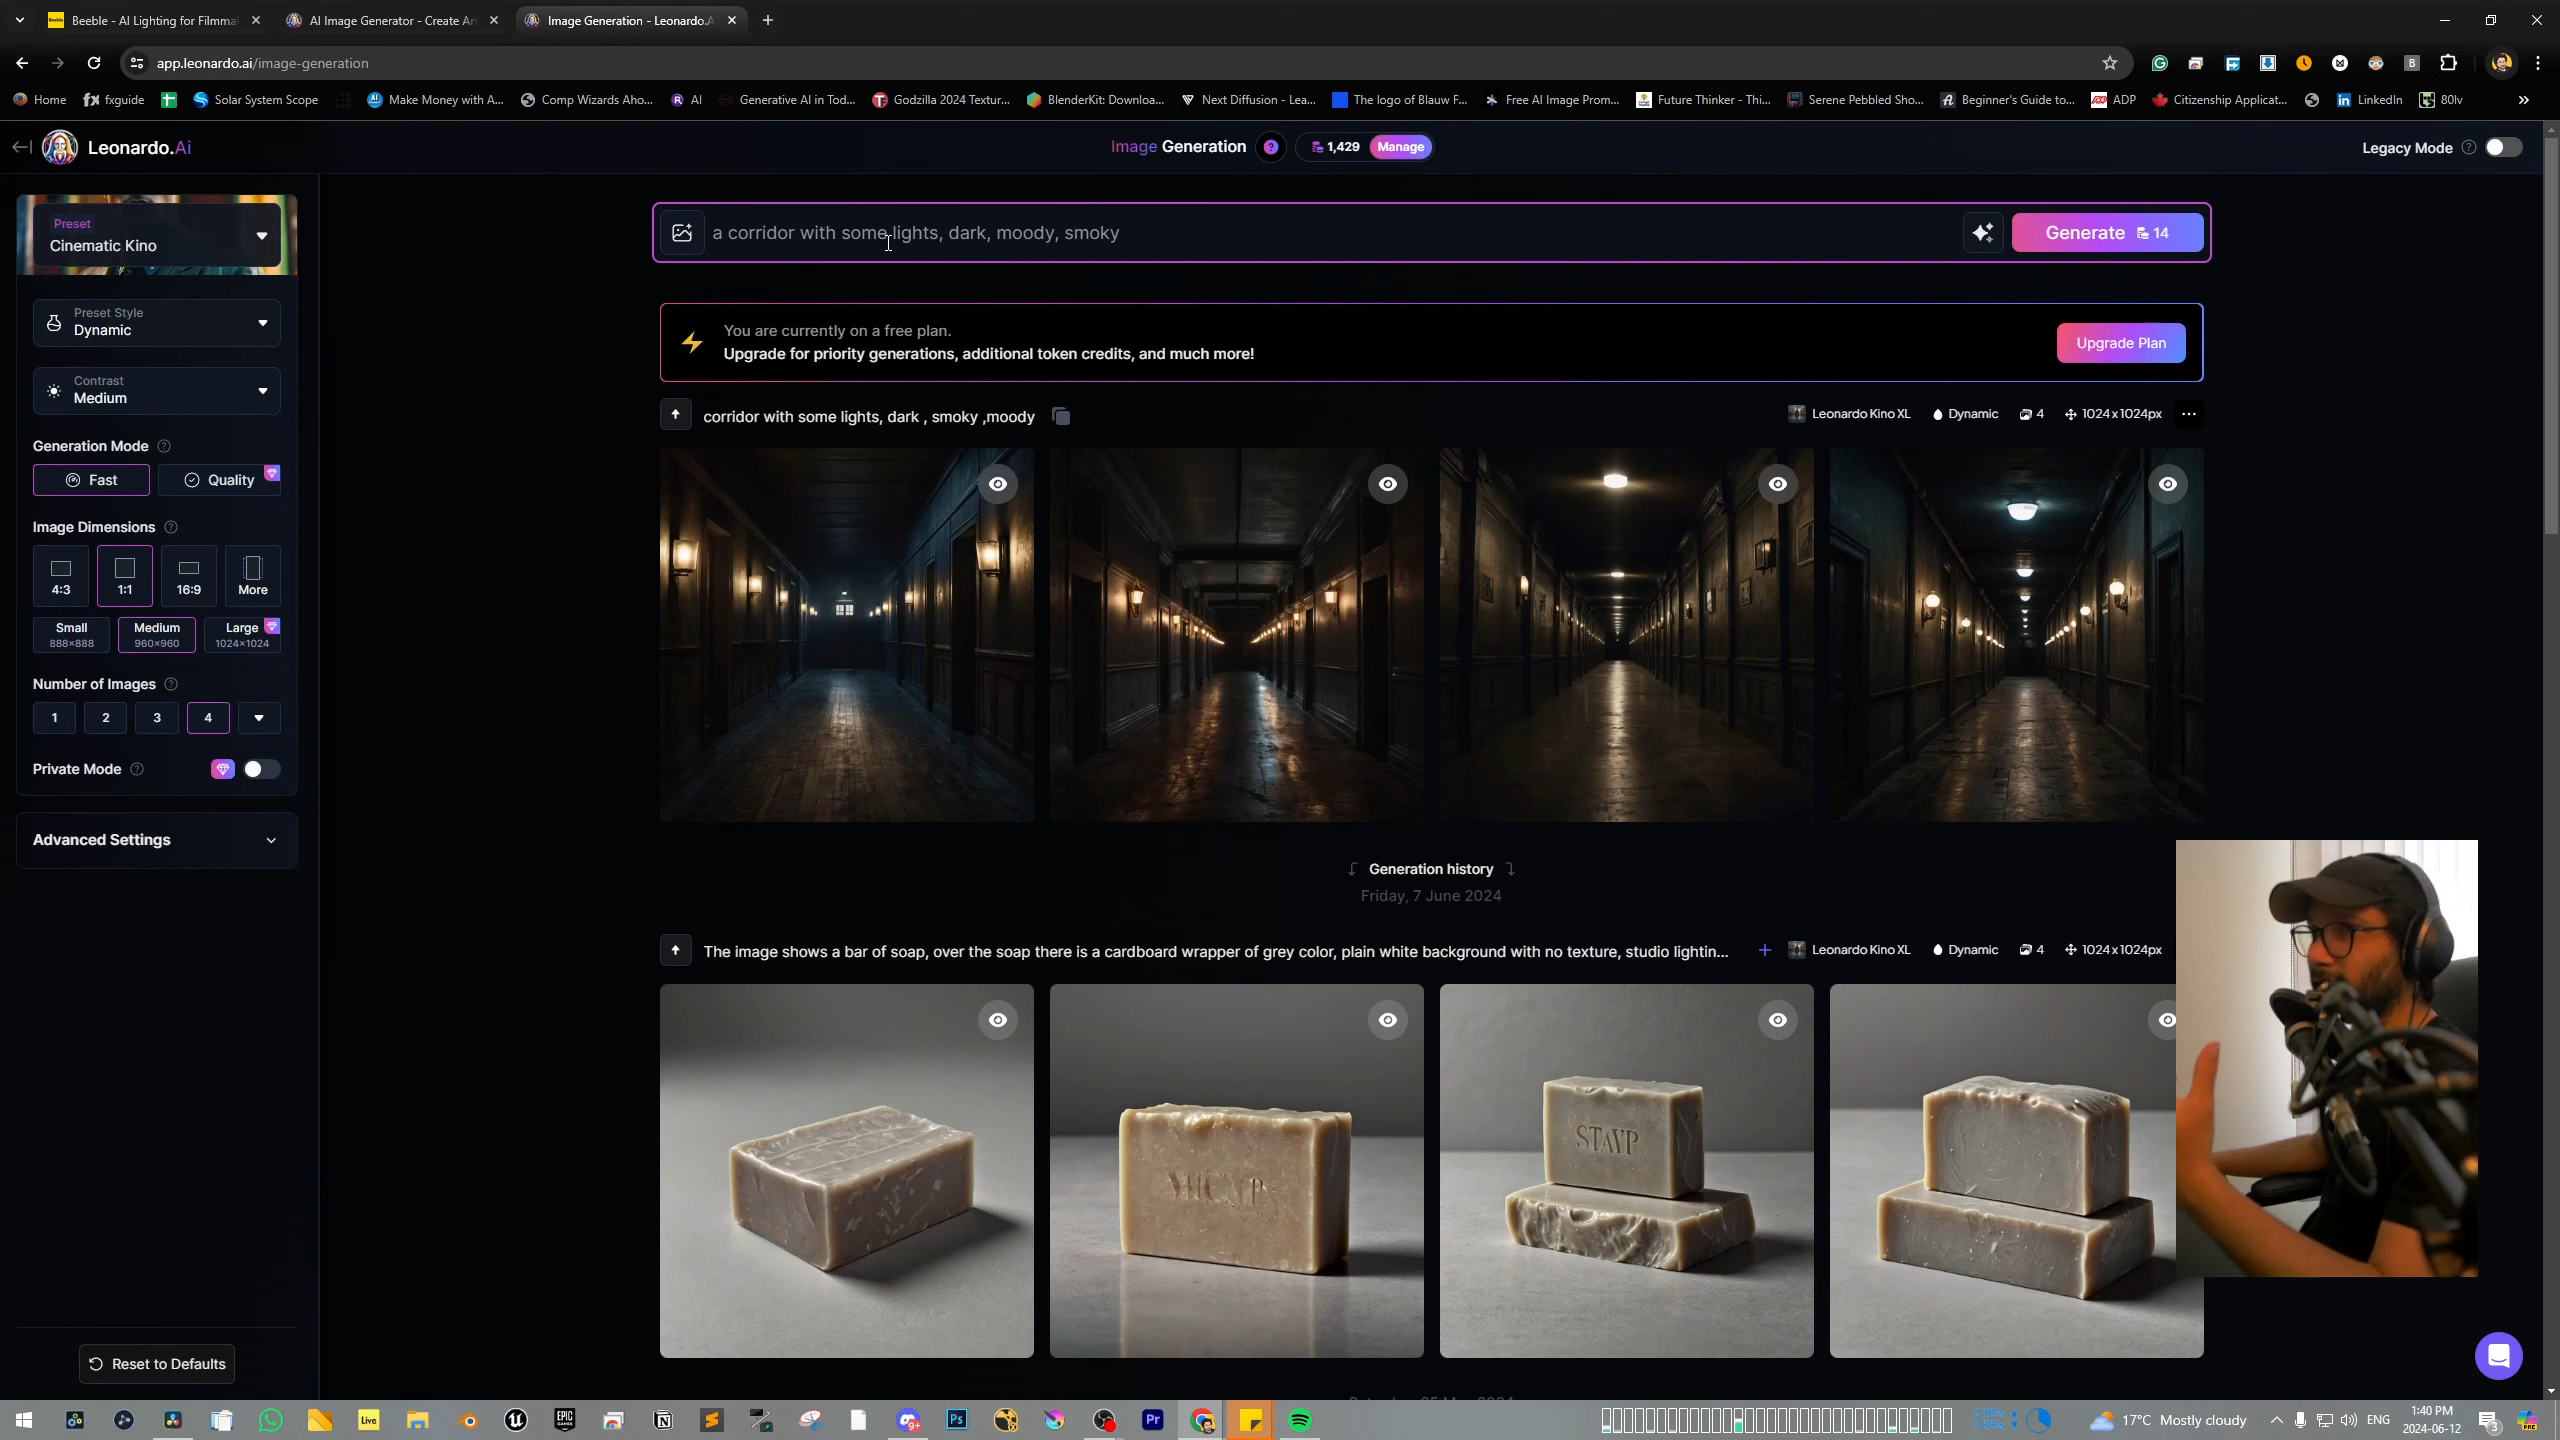 Beeble - AI Lighting for Filmma
AI Image Generator - Create Ar
Image Generation - Leonardo.A
app.leonardo.ai/image-generation
Home
fxguide
Solar System Scope
Make Money with A...
Comp Wizards Aho...
AI
Generative AI in Tod...
Godzilla 2024 Textur...
BlenderKit: Downloa...
Next Diffusion - Lea...
The logo of Blauw F...
Free AI Image Prom...
Future Thinker - Thi...
Serene Pebbled Sho...
Beginner's Guide to...
ADP
Citizenship Applicat...
LinkedIn
80lv
Leonardo.Ai
Image Generation
1,429
Manage
Legacy Mode
Preset
Cinematic Kino
a corridor with some lights, dark, moody, smoky
Generate 14
Preset Style
Dynamic
You are currently on a free plan.
Upgrade for priority generations, additional token credits, and much more!
Upgrade Plan
Contrast
Medium
corridor with some lights, dark , smoky ,moody
Leonardo Kino XL
Dynamic
4
1024x1024px
Generation Mode
Fast
Quality
Image Dimensions
4:3
1:1
16:9
More
Small
888×888
Medium
960×960
Large
1024×1024
Number of Images
1
2
3
4
Private Mode
Advanced Settings
Generation history
Friday, 7 June 2024
The image shows a bar of soap, over the soap there is a cardboard wrapper of grey color, plain white background with no texture, studio lightin...
Leonardo Kino XL
Dynamic
4
1024x1024px
STAYP
Reset to Defaults
Live
EPIC GAMES
Ps
Pr
17°C Mostly cloudy
ENG
1:40 PM
2024-06-12
3
PRE